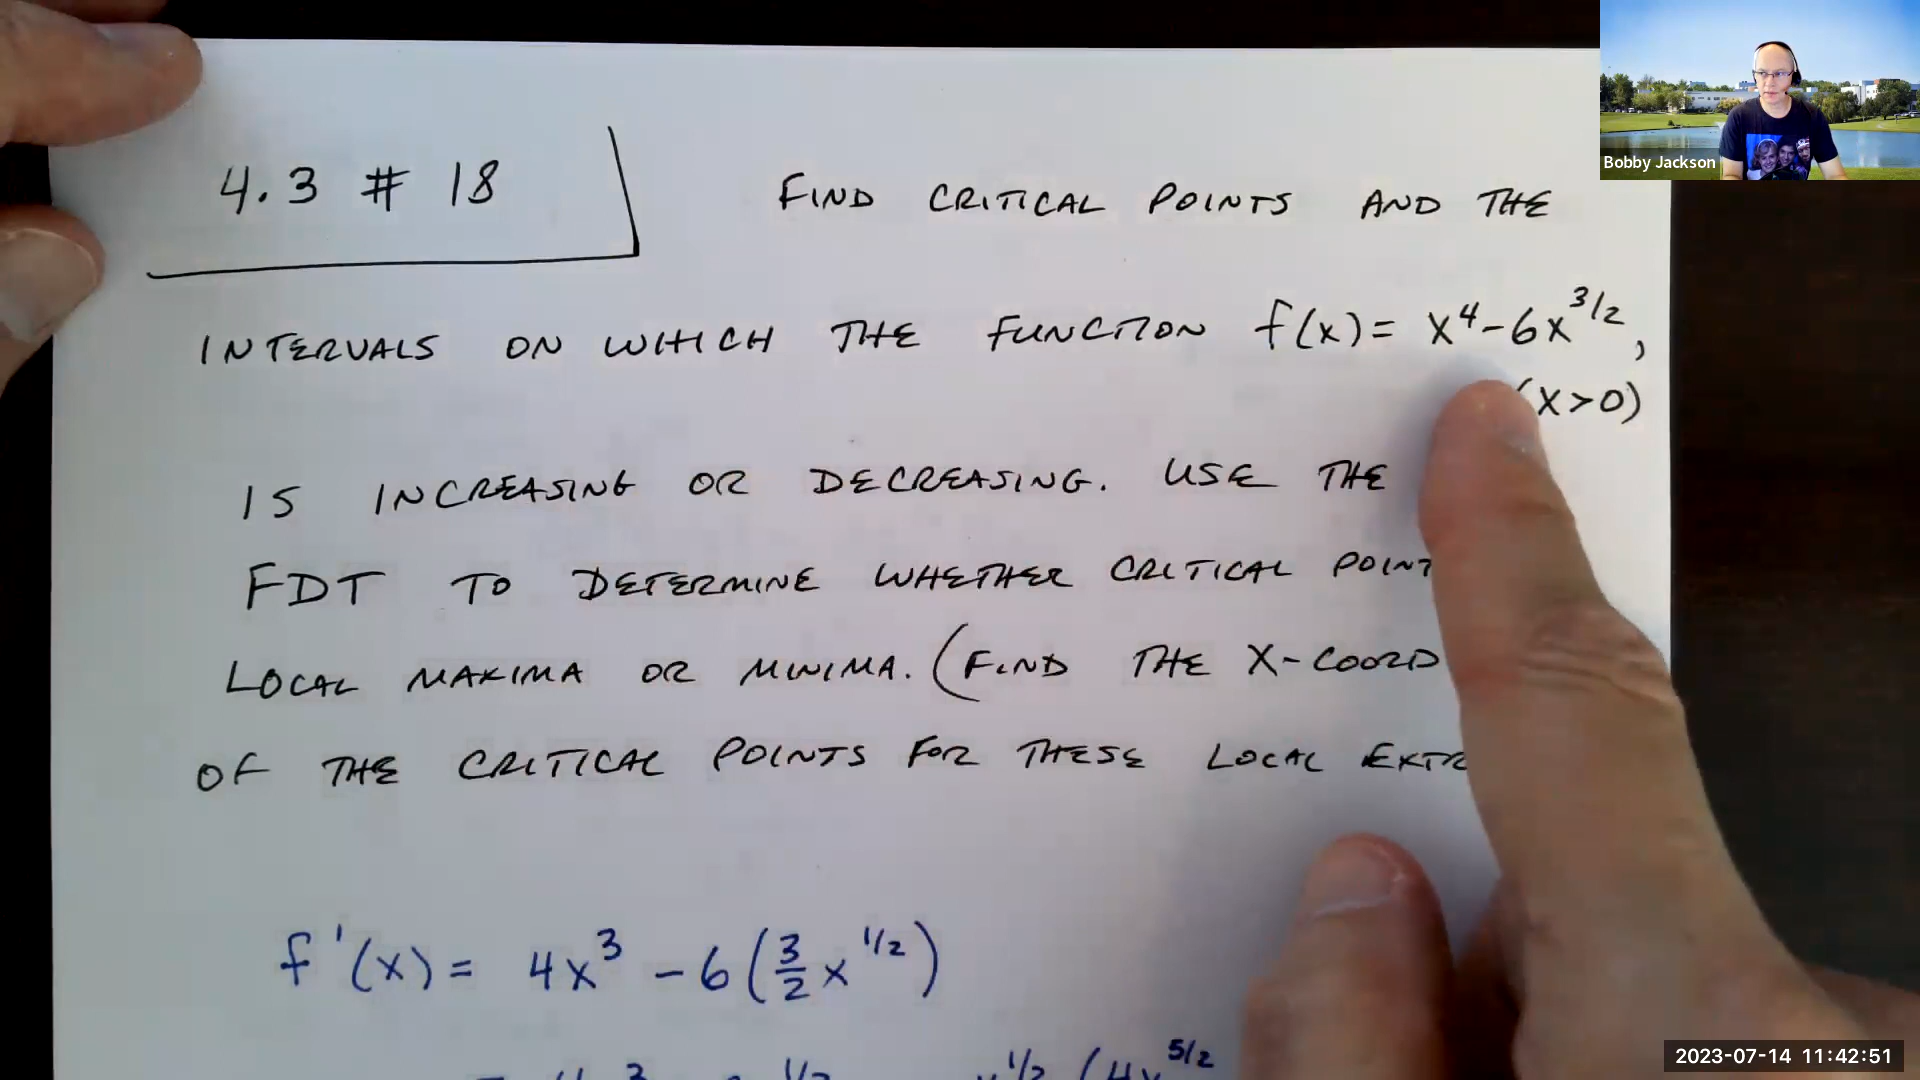 Bobby Jackson
4.3 # 18
FIND CRITICAL POINTS AND THE
INTERVALS ON WHICH THE FUNCTION f(x) = x⁴ - 6x^3/2,
(x>0)
IS INCREASING OR DECREASING. USE THE
FDT TO DETERMINE WHETHER CRITICAL POINT
LOCAL MAXIMA OR MINIMA. (FIND THE X-COORD
OF THE CRITICAL POINTS FOR THESE LOCAL EXTR
f'(x) = 4x³ - 6(3/2 x^1/2)
2023-07-14 11:42:51